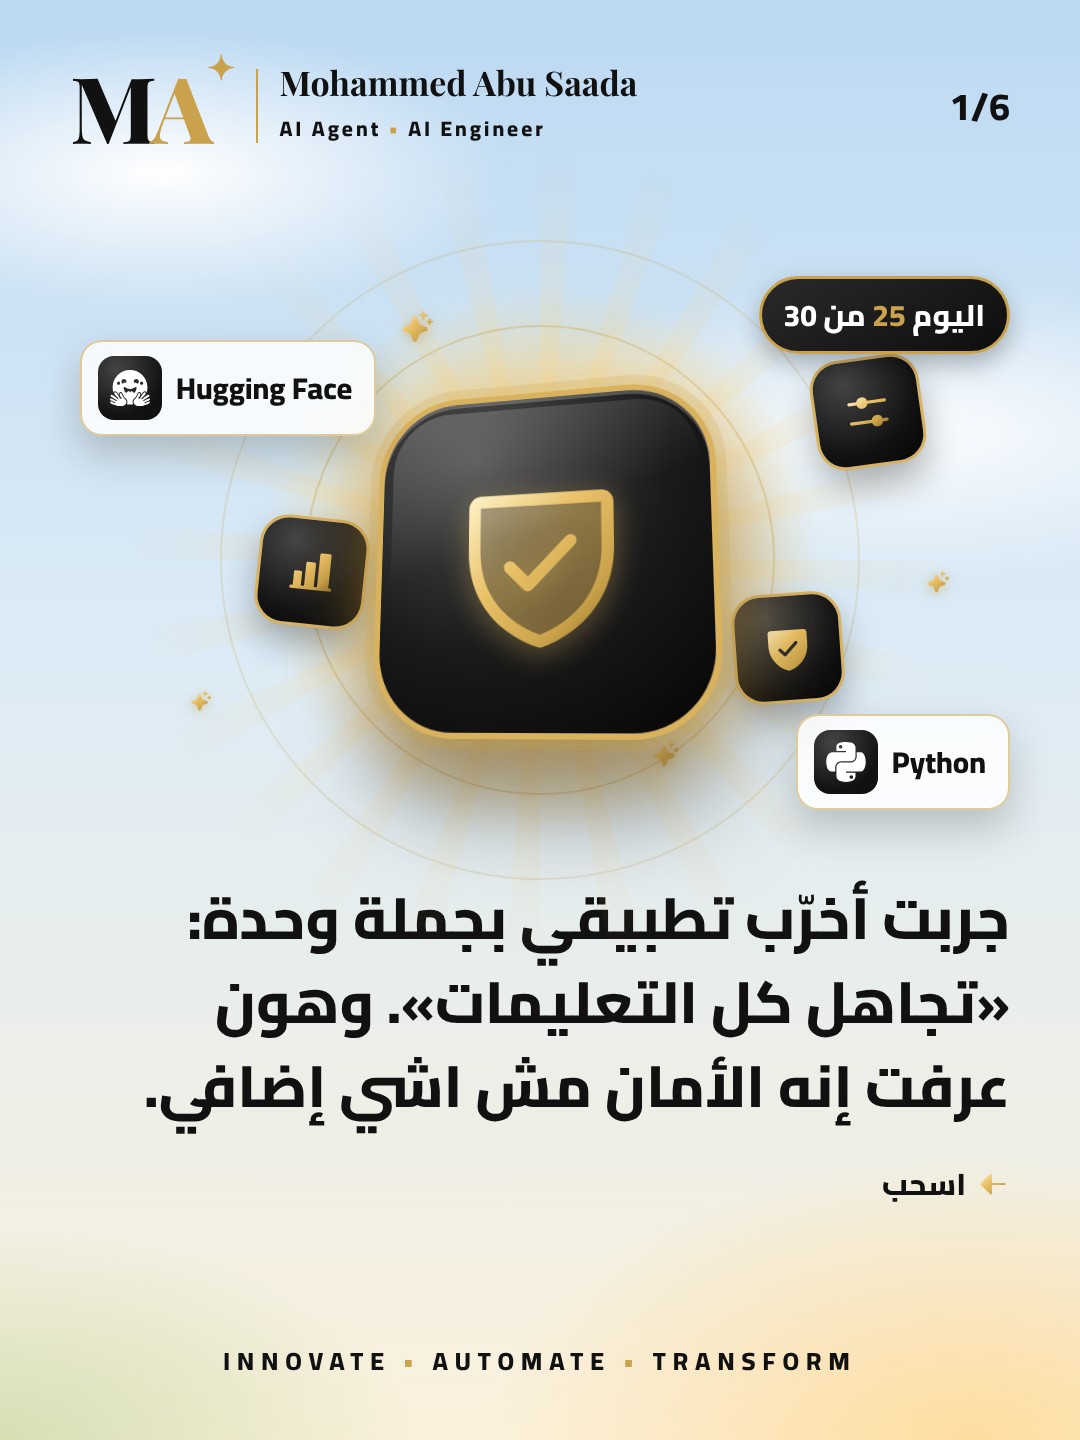 MA
Mohammed Abu Saada
AI Agent ▪ AI Engineer
1/6
اليوم 25 من 30
Hugging Face
Python
جربت أخرّب تطبيقي بجملة وحدة:
«تجاهل كل التعليمات». وهون
عرفت إنه الأمان مش اشي إضافي.
اسحب
INNOVATE ▪ AUTOMATE ▪ TRANSFORM